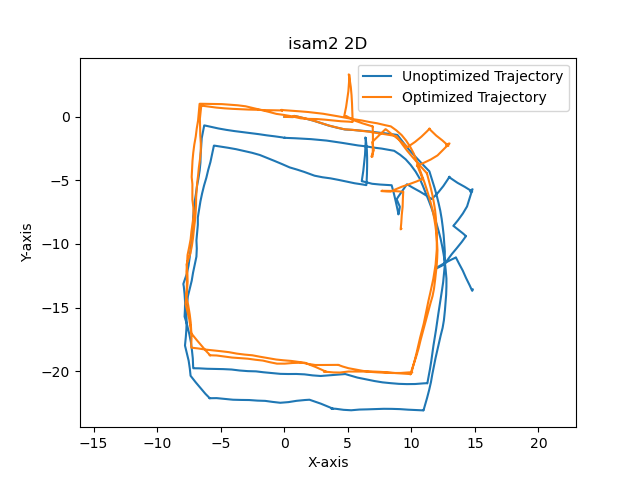 isam2 2D
Unoptimized Trajectory
Optimized Trajectory
Y-axis
0
−5
−10
−15
−20
−15
−10
−5
0
5
10
15
20
X-axis